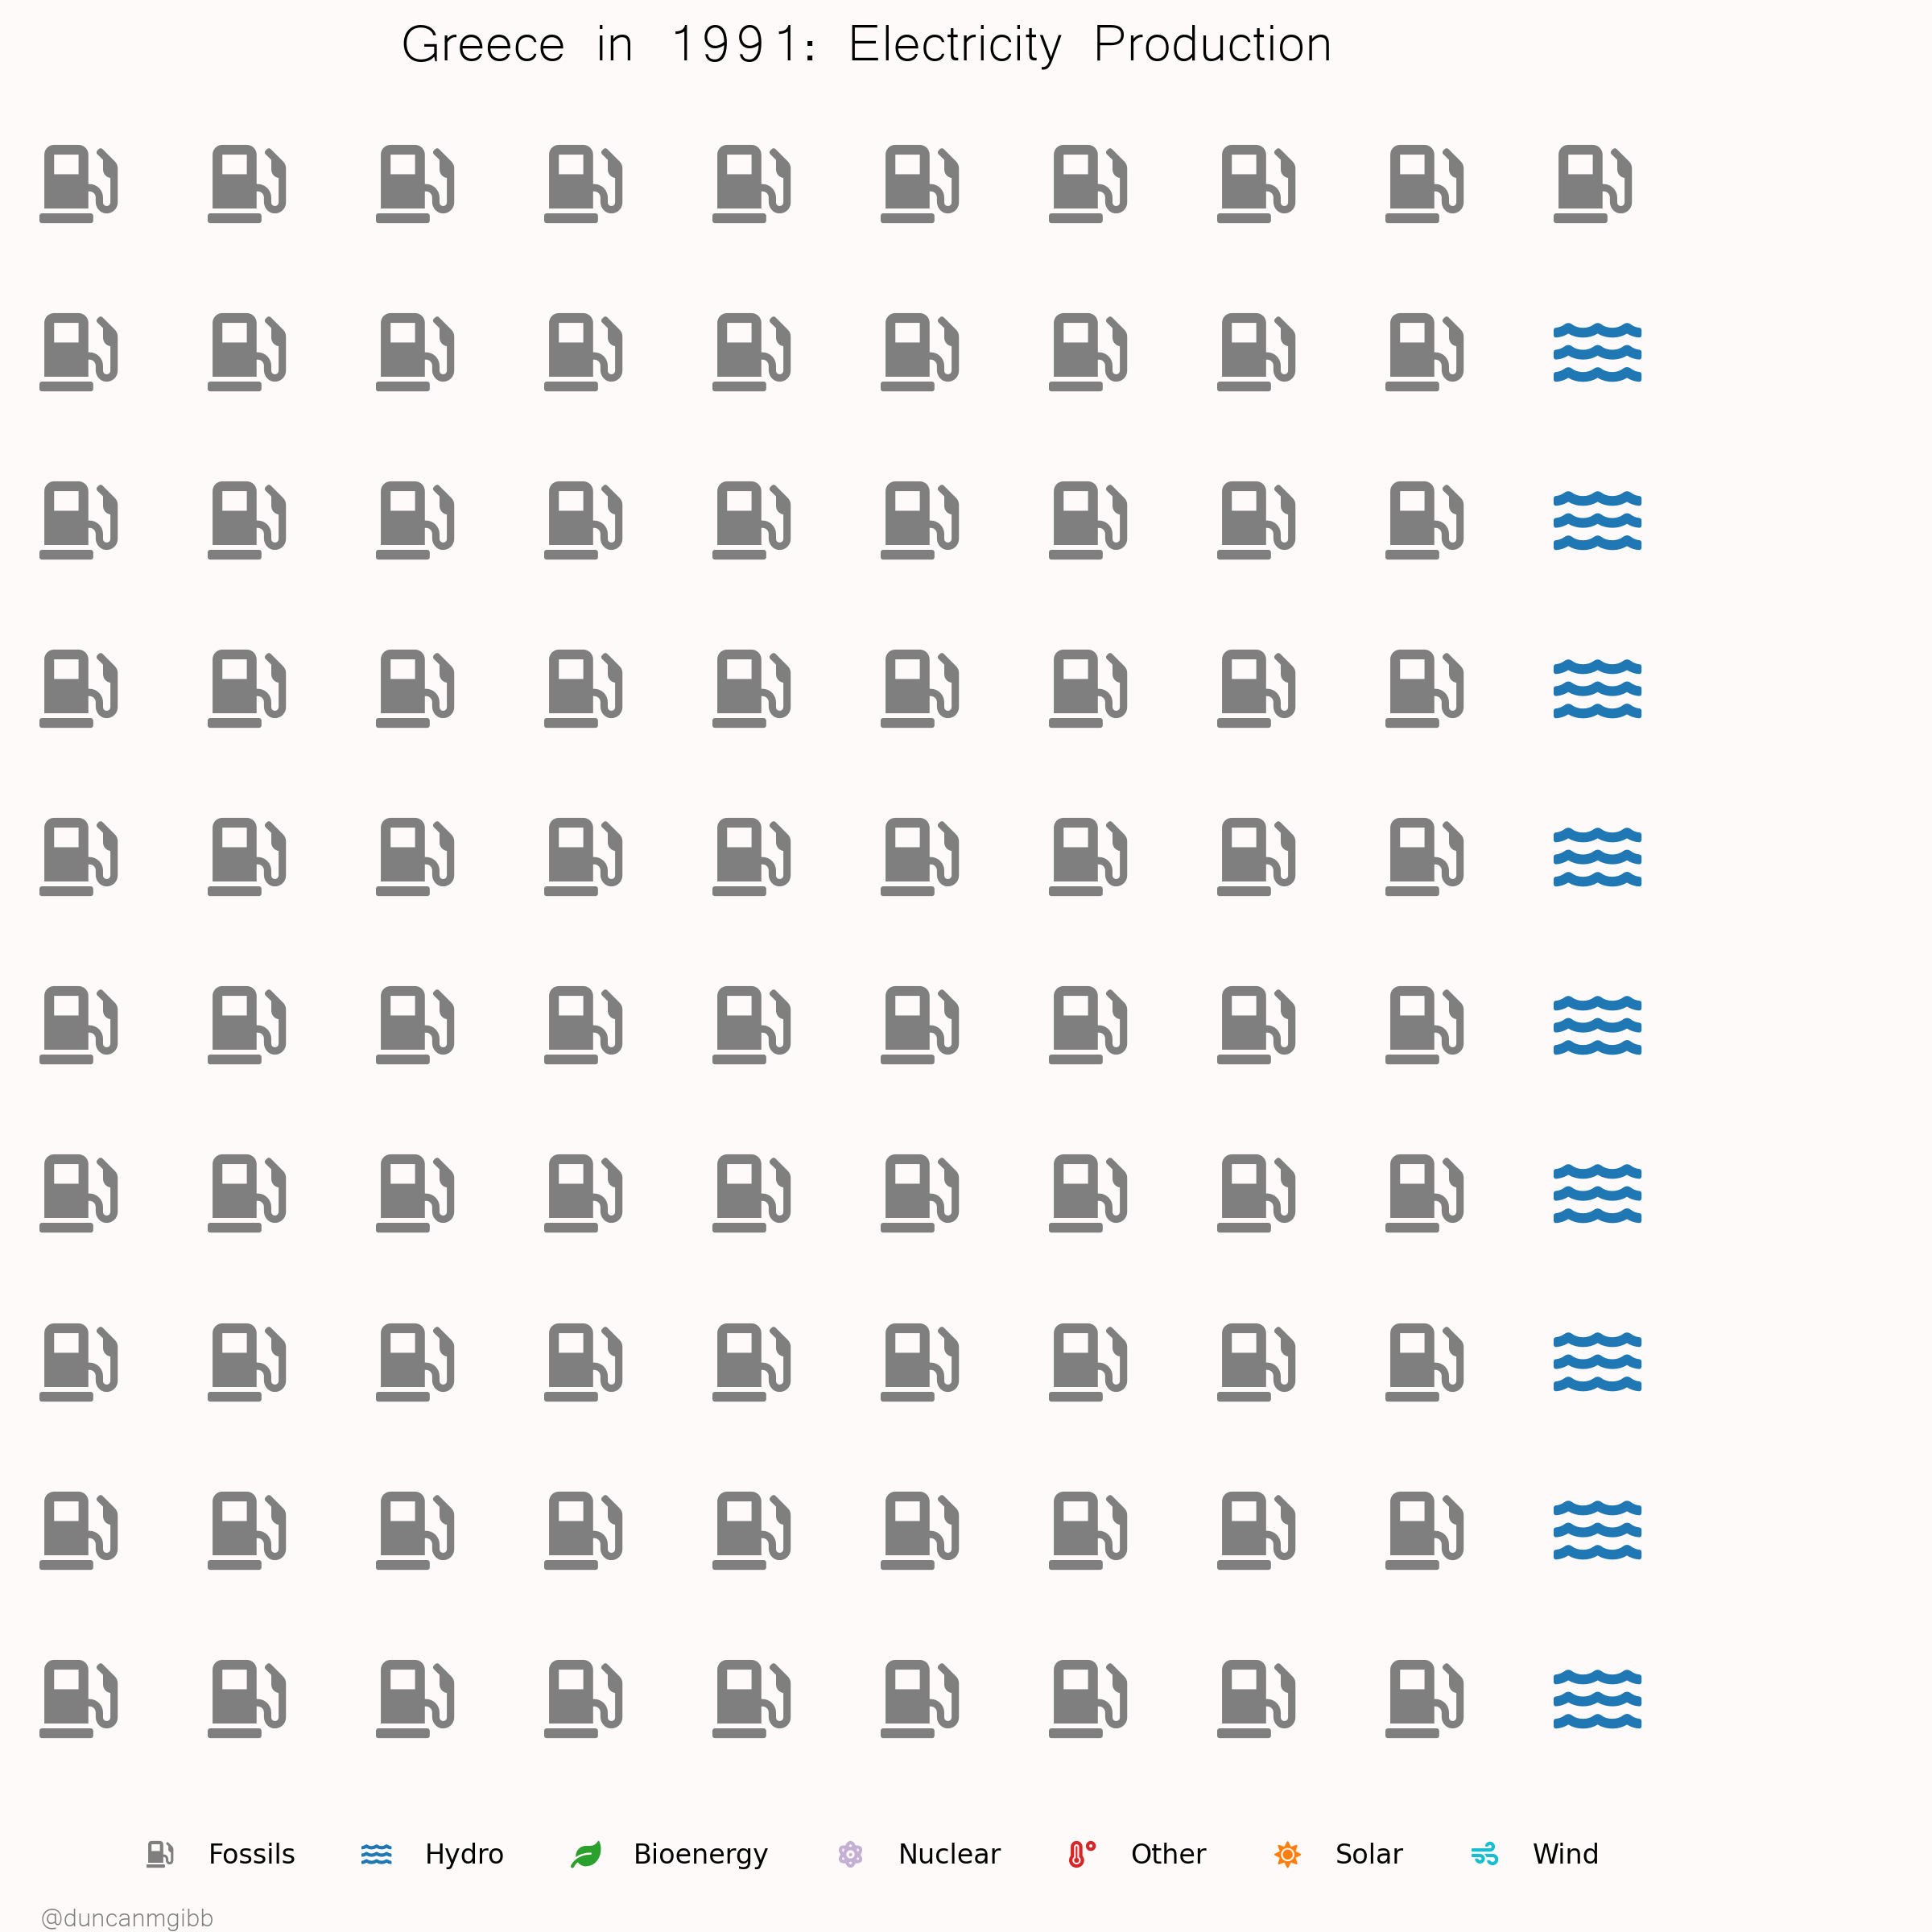 Greece in 1991: Electricity Production
Fossils Hydro Bioenergy Nuclear Other Solar Wind
@duncanmgibb